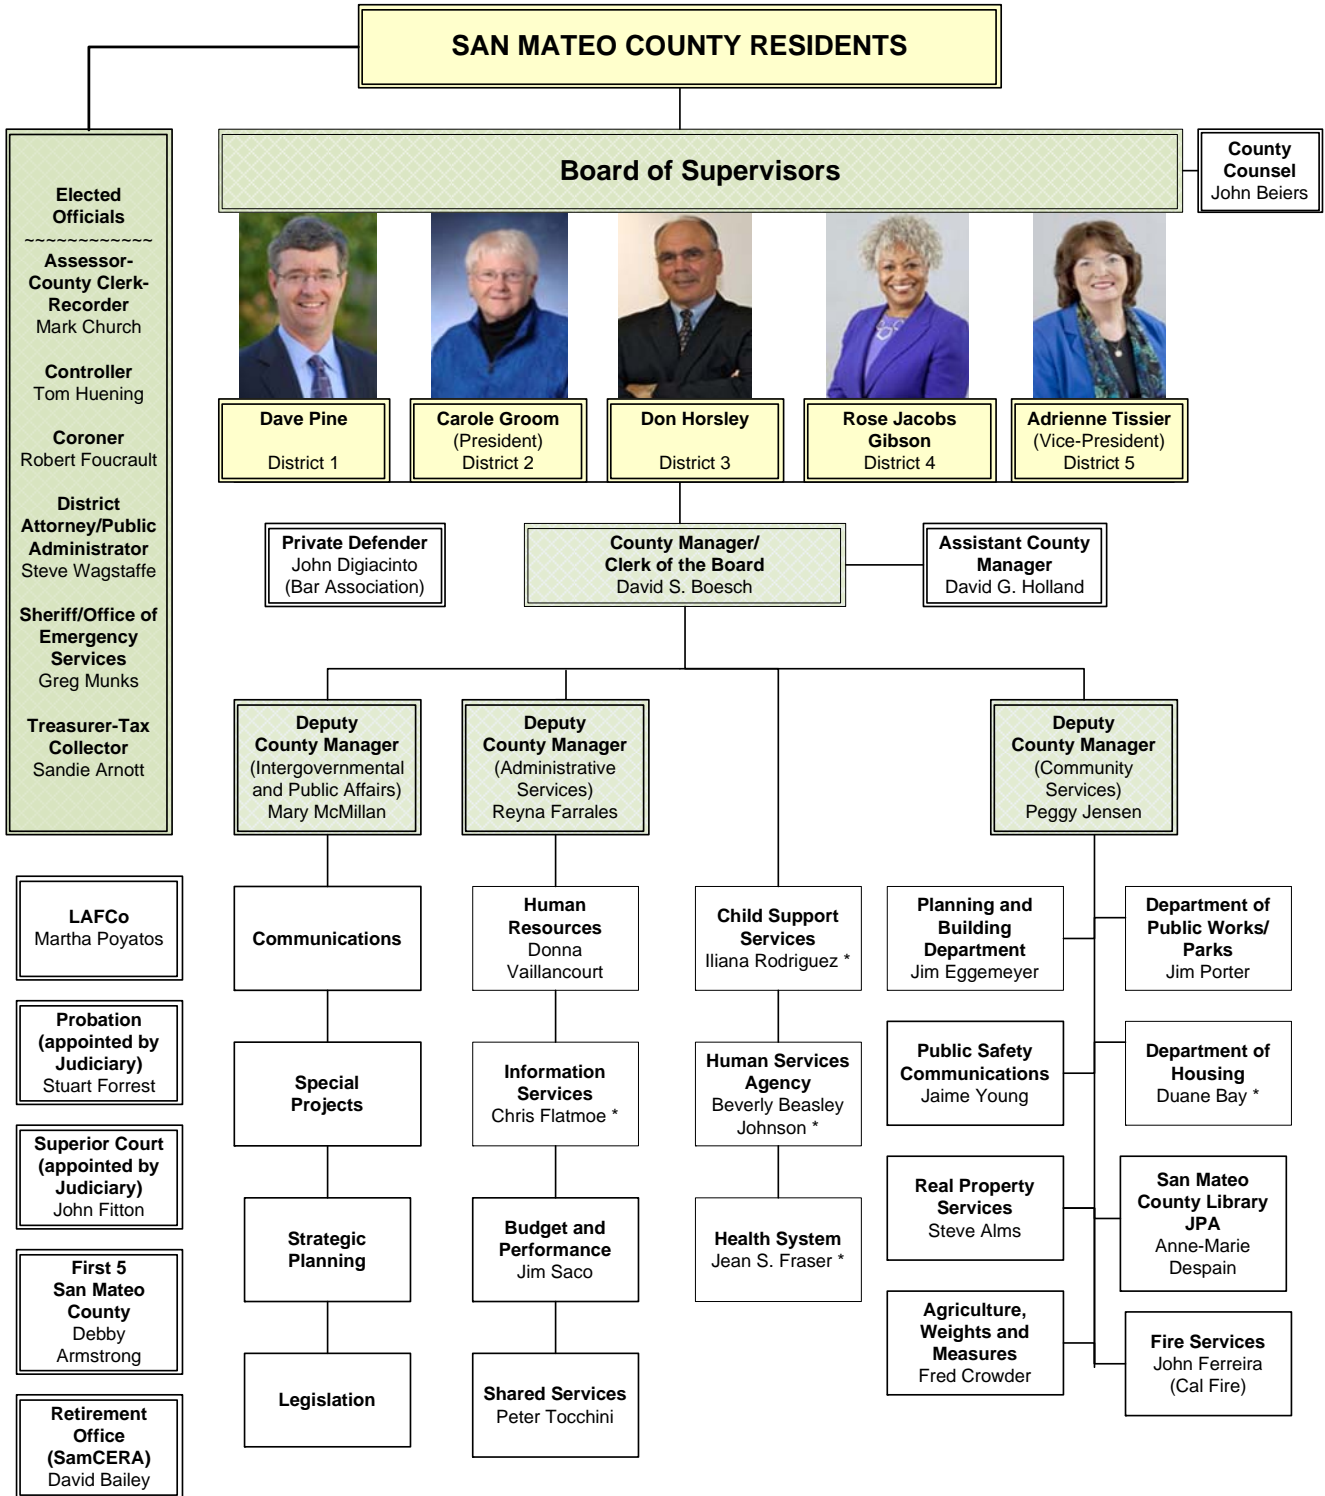 SAN MATEO COUNTY RESIDENTS
Board of Supervisors
County
Counsel
John Beiers
Elected
Officials
~~~~~~~~~~~~
Assessor-
County Clerk-
Recorder
Mark Church
Controller
Tom Huening
Coroner
Robert Foucrault
District
Attorney/Public
Administrator
Steve Wagstaffe
Sheriff/Office of
Emergency
Services
Greg Munks
Treasurer-Tax
Collector
Sandie Arnott
Dave Pine
District 1
Carole Groom
(President)
District 2
Don Horsley
District 3
Rose Jacobs
Gibson
District 4
Adrienne Tissier
(Vice-President)
District 5
Private Defender
John Digiacinto
(Bar Association)
County Manager/
Clerk of the Board
David S. Boesch
Assistant County
Manager
David G. Holland
Deputy
County Manager
(Intergovernmental
and Public Affairs)
Mary McMillan
Deputy
County Manager
(Administrative
Services)
Reyna Farrales
Deputy
County Manager
(Community
Services)
Peggy Jensen
LAFCo
Martha Poyatos
Probation
(appointed by
Judiciary)
Stuart Forrest
Superior Court
(appointed by
Judiciary)
John Fitton
First 5
San Mateo
County
Debby
Armstrong
Retirement
Office
(SamCERA)
David Bailey
Communications
Special
Projects
Strategic
Planning
Legislation
Human
Resources
Donna
Vaillancourt
Information
Services
Chris Flatmoe *
Budget and
Performance
Jim Saco
Shared Services
Peter Tocchini
Child Support
Services
Iliana Rodriguez *
Human Services
Agency
Beverly Beasley
Johnson *
Health System
Jean S. Fraser *
Planning and
Building
Department
Jim Eggemeyer
Public Safety
Communications
Jaime Young
Real Property
Services
Steve Alms
Agriculture,
Weights and
Measures
Fred Crowder
Department of
Public Works/
Parks
Jim Porter
Department of
Housing
Duane Bay *
San Mateo
County Library
JPA
Anne-Marie
Despain
Fire Services
John Ferreira
(Cal Fire)